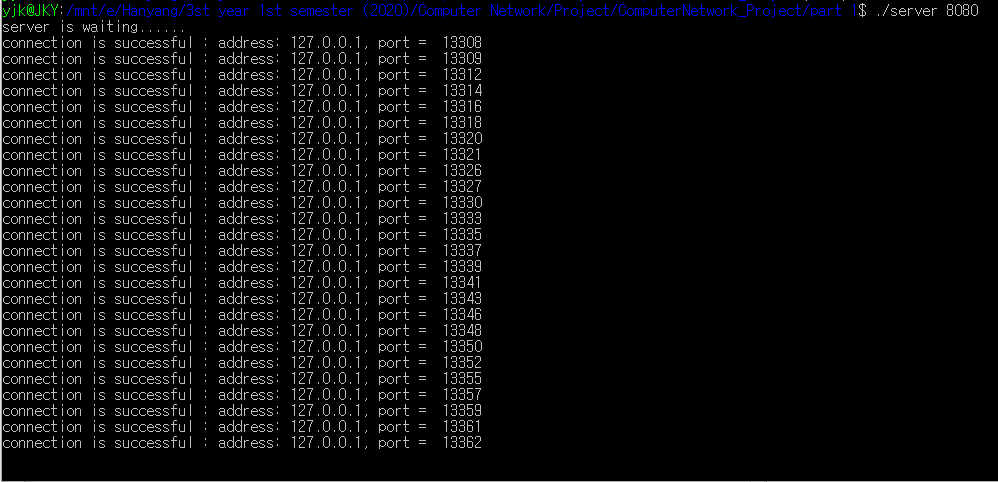 yjk@JKY:/mnt/e/Hanyang/3st year 1st semester (2020)/Computer Network/Project/ComputerNetwork_Project/part 1$ ./server 8080
server is waiting......
connection is successful : address: 127.0.0.1, port =  13308
connection is successful : address: 127.0.0.1, port =  13309
connection is successful : address: 127.0.0.1, port =  13312
connection is successful : address: 127.0.0.1, port =  13314
connection is successful : address: 127.0.0.1, port =  13316
connection is successful : address: 127.0.0.1, port =  13318
connection is successful : address: 127.0.0.1, port =  13320
connection is successful : address: 127.0.0.1, port =  13321
connection is successful : address: 127.0.0.1, port =  13326
connection is successful : address: 127.0.0.1, port =  13327
connection is successful : address: 127.0.0.1, port =  13330
connection is successful : address: 127.0.0.1, port =  13333
connection is successful : address: 127.0.0.1, port =  13335
connection is successful : address: 127.0.0.1, port =  13337
connection is successful : address: 127.0.0.1, port =  13339
connection is successful : address: 127.0.0.1, port =  13341
connection is successful : address: 127.0.0.1, port =  13343
connection is successful : address: 127.0.0.1, port =  13346
connection is successful : address: 127.0.0.1, port =  13348
connection is successful : address: 127.0.0.1, port =  13350
connection is successful : address: 127.0.0.1, port =  13352
connection is successful : address: 127.0.0.1, port =  13355
connection is successful : address: 127.0.0.1, port =  13357
connection is successful : address: 127.0.0.1, port =  13359
connection is successful : address: 127.0.0.1, port =  13361
connection is successful : address: 127.0.0.1, port =  13362